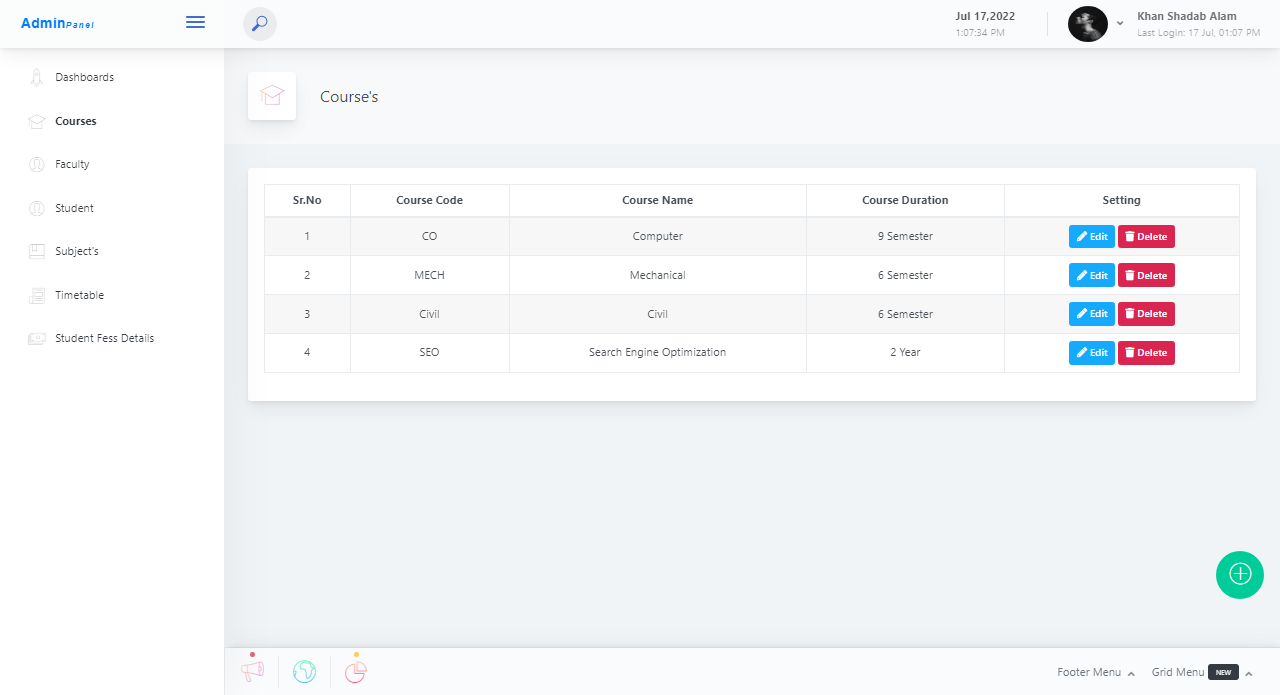 AdminPanel
Jul 17,2022
1:07:34 PM
Khan Shadab Alam
Last Login: 17 Jul, 01:07 PM
Dashboards
Courses
Faculty
Student
Subject's
Timetable
Student Fess Details
Course's
Sr.No Course Code Course Name Course Duration Setting
1 CO Computer 9 Semester Edit Delete
2 MECH Mechanical 6 Semester Edit Delete
3 Civil Civil 6 Semester Edit Delete
4 SEO Search Engine Optimization 2 Year Edit Delete
Footer Menu Grid Menu NEW